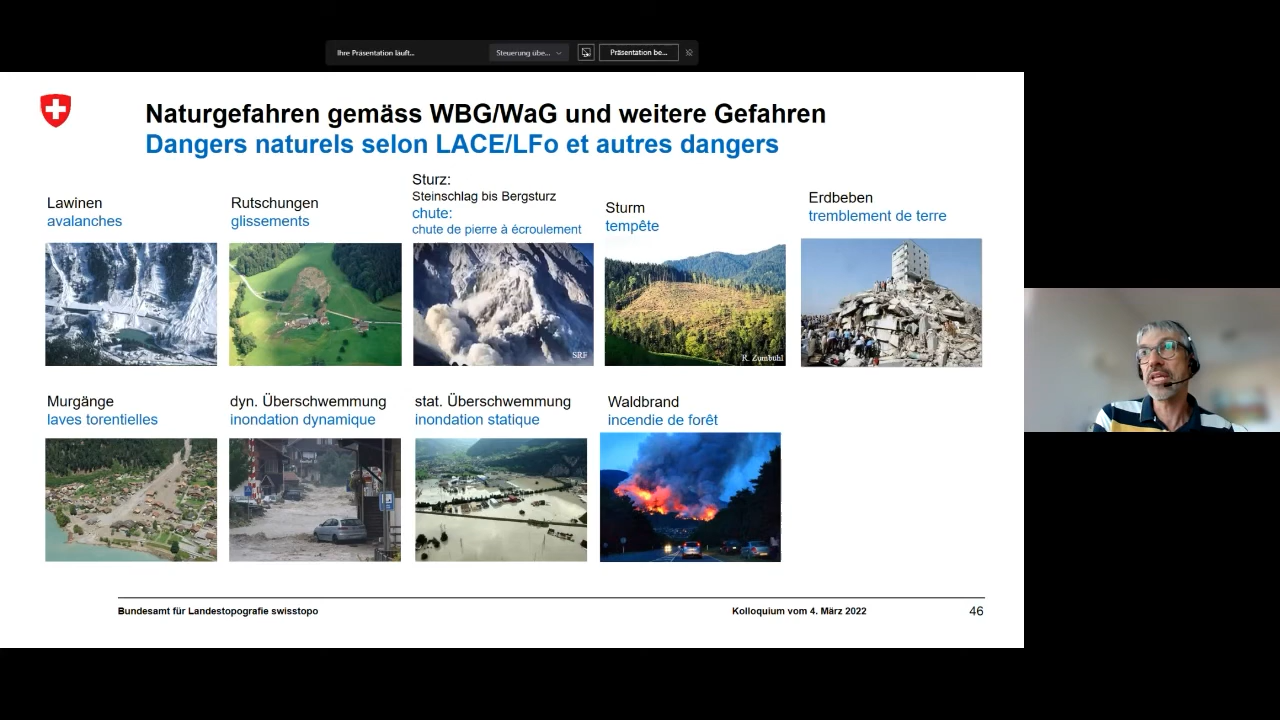 Ihre Präsentation läuft...
Steuerung übe...
Präsentation be...
Naturgefahren gemäss WBG/WaG und weitere Gefahren
Dangers naturels selon LACE/LFo et autres dangers
Lawinen
avalanches
Rutschungen
glissements
Sturz:
Steinschlag bis Bergsturz
chute:
chute de pierre à écroulement
Sturm
tempête
Erdbeben
tremblement de terre
SRF
R. Zumbühl
Murgänge
laves torentielles
dyn. Überschwemmung
inondation dynamique
stat. Überschwemmung
inondation statique
Waldbrand
incendie de forêt
Bundesamt für Landestopografie swisstopo
Kolloquium vom 4. März 2022
46